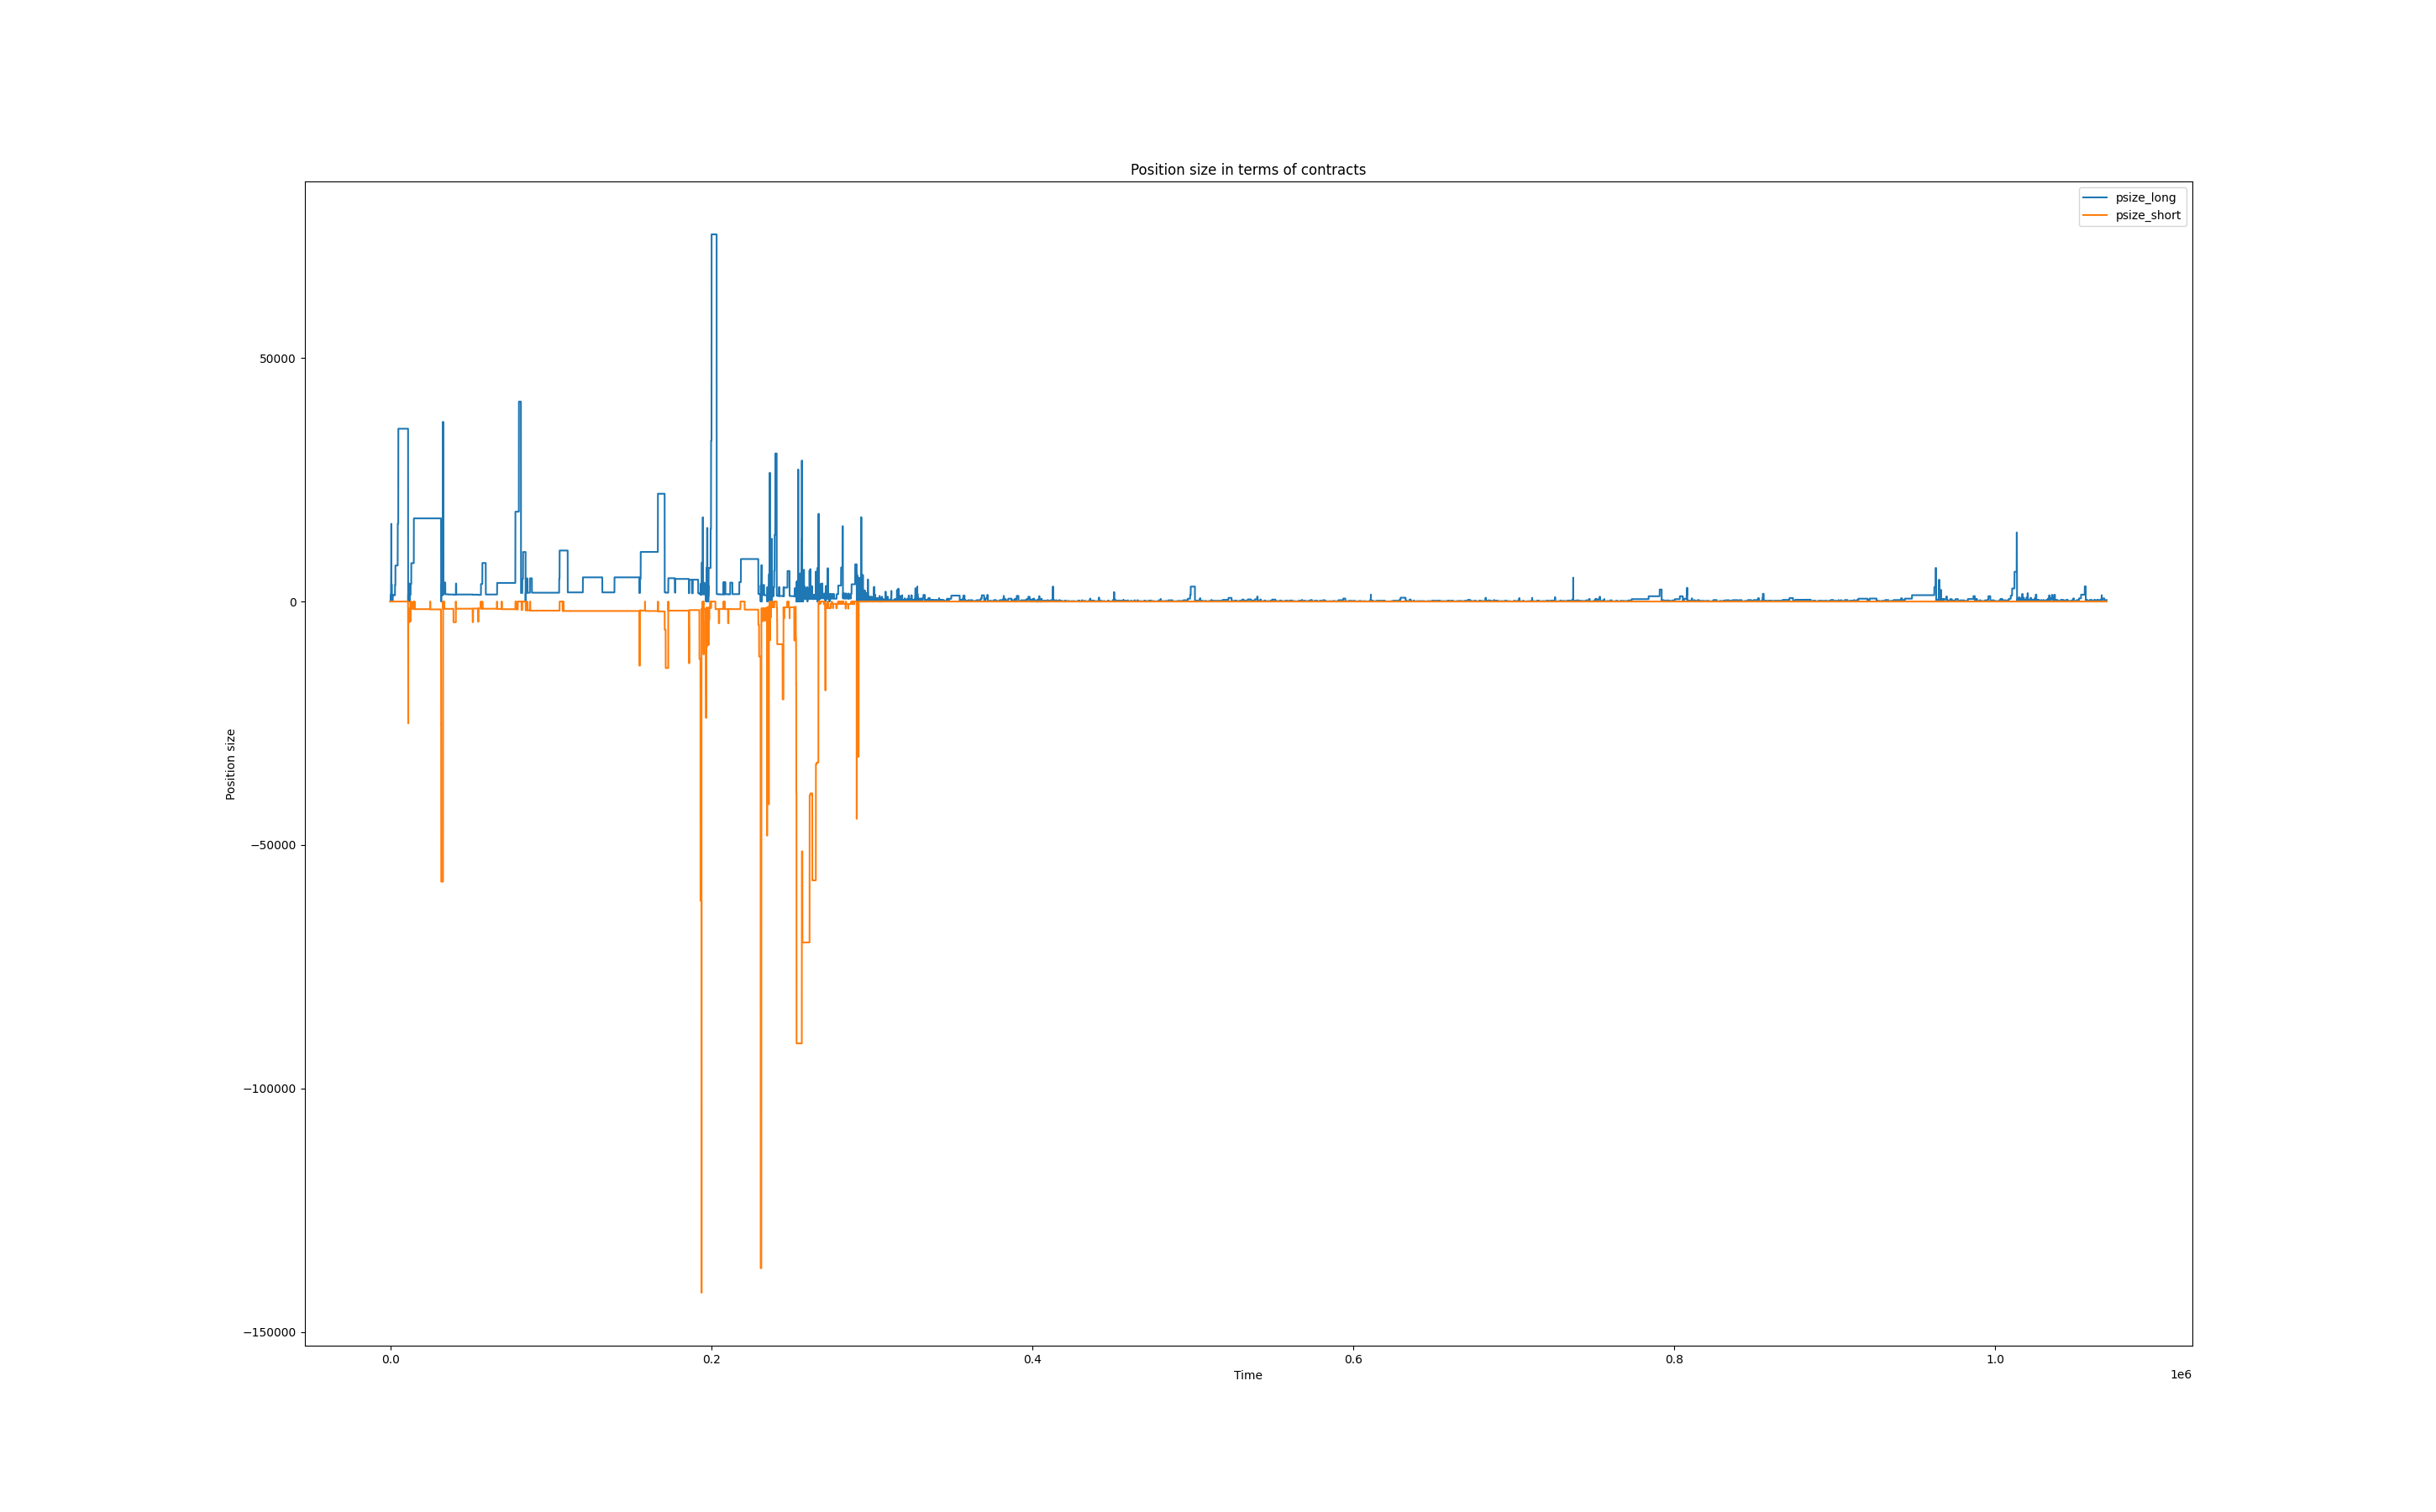 Position size in terms of contracts
psize_long
psize_short
50000
0
−50000
−100000
−150000
Position size
0.0
0.2
0.4
0.6
0.8
1.0
1e6
Time